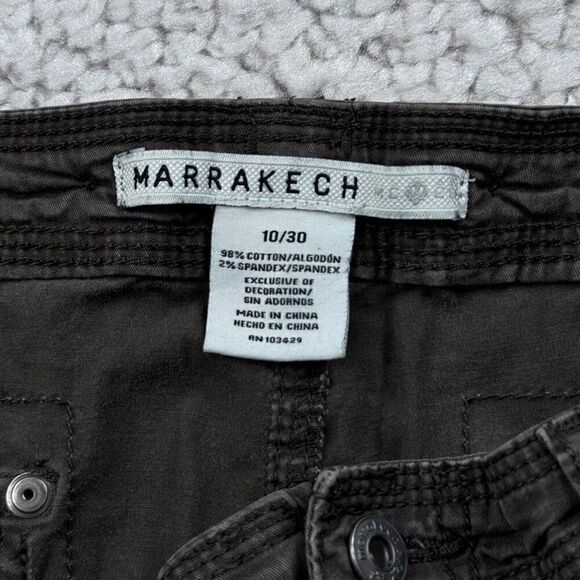 MARRAKECH
10/30
98% COTTON/ALGODÓN
2% SPANDEX/SPANDEX
EXCLUSIVE OF
DECORATION/
SIN ADORNOS
MADE IN CHINA
HECHO EN CHINA
RN 103429